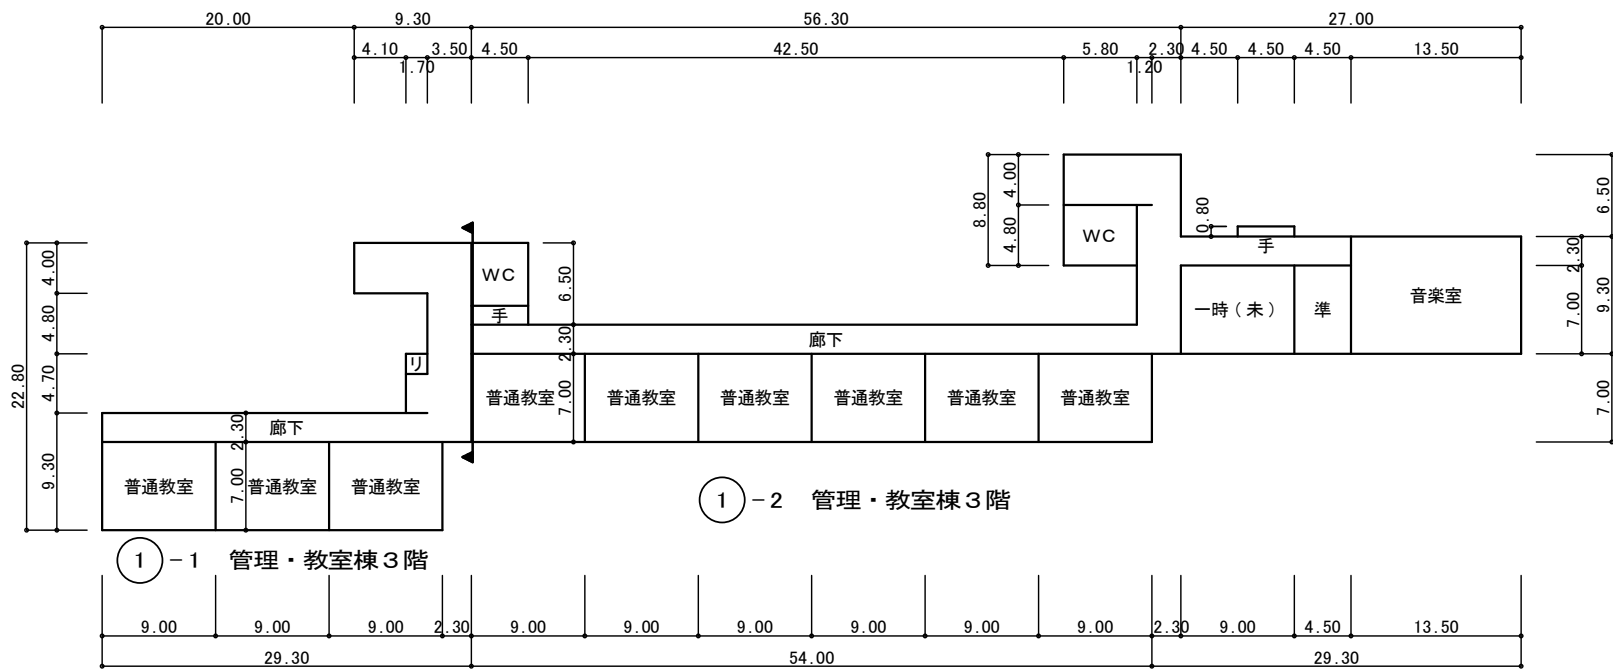 20.00 9.30 56.30 27.00
4.10 3.50 4.50 42.50 5.80 2.30 4.50 4.50 4.50 13.50
1.70 1.20
8.80 4.00 4.80 WC 0.80 6.50
手 2.30
22.80 4.00 4.80 4.70 9.30
WC 6.50
手
一時(未) 準 音楽室 7.00 9.30
廊下 2.30
リ
普通教室 7.00 普通教室 普通教室 普通教室 普通教室 普通教室 7.00
廊下 2.30
普通教室 7.00 普通教室 普通教室
1-2 管理・教室棟3階
1-1 管理・教室棟3階
9.00 9.00 9.00 2.30 9.00 9.00 9.00 9.00 9.00 9.00 2.30 9.00 4.50 13.50
29.30 54.00 29.30